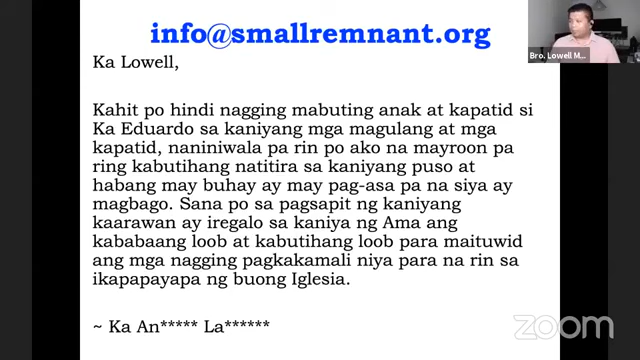 info@smallremnant.org
Bro. Lowell M...
Ka Lowell,
Kahit po hindi nagging mabuting anak at kapatid si
Ka Eduardo sa kaniyang mga magulang at mga
kapatid, naniniwala pa rin po ako na mayroon pa
ring kabutihang natitira sa kaniyang puso at
habang may buhay ay may pag-asa pa na siya ay
magbago. Sana po sa pagsapit ng kaniyang
kaarawan ay iregalo sa kaniya ng Ama ang
kababaang loob at kabutihang loob para maituwid
ang mga nagging pagkakamali niya para na rin sa
ikapapayapa ng buong Iglesia.
~ Ka An***** La******
zoom